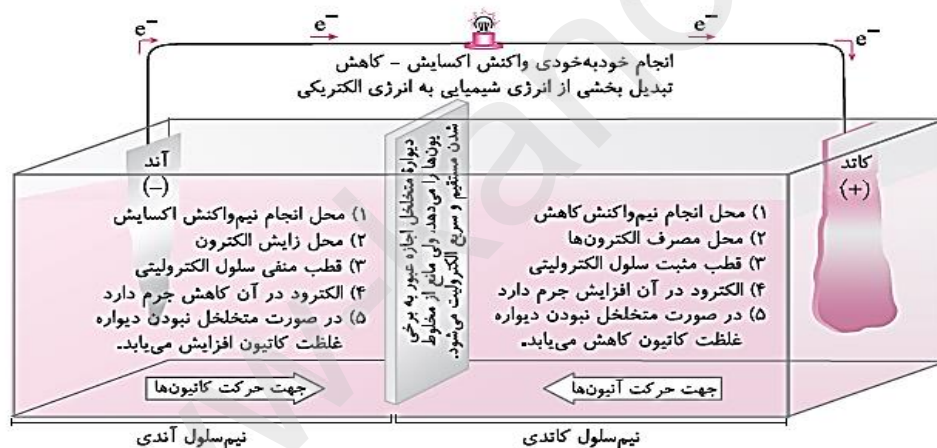 e⁻ e⁻ e⁻ e⁻
انجام خودبه‌خودی واکنش اکسایش – کاهش
تبدیل بخشی از انرژی شیمیایی به انرژی الکتریکی
آند
(−)
۱) محل انجام نیم‌واکنش اکسایش
۲) محل زایش الکترون
۳) قطب منفی سلول الکترولیتی
۴) الکترود در آن کاهش جرم دارد
۵) در صورت متخلخل نبودن دیواره
غلظت کاتیون افزایش می‌یابد.
جهت حرکت کاتیون‌ها
نیم‌سلول آندی
دیوارهٔ متخلخل اجازه عبور به برخی
یون‌ها را می‌دهد، ولی مانع از مخلوط
شدن مستقیم و سریع الکترولیت می‌شود.
کاتد
(+)
۱) محل انجام نیم‌واکنش کاهش
۲) محل مصرف الکترون‌ها
۳) قطب مثبت سلول الکترولیتی
۴) الکترود در آن افزایش جرم دارد
۵) در صورت متخلخل نبودن دیواره
غلظت کاتیون کاهش می‌یابد.
جهت حرکت آنیون‌ها
نیم‌سلول کاتدی